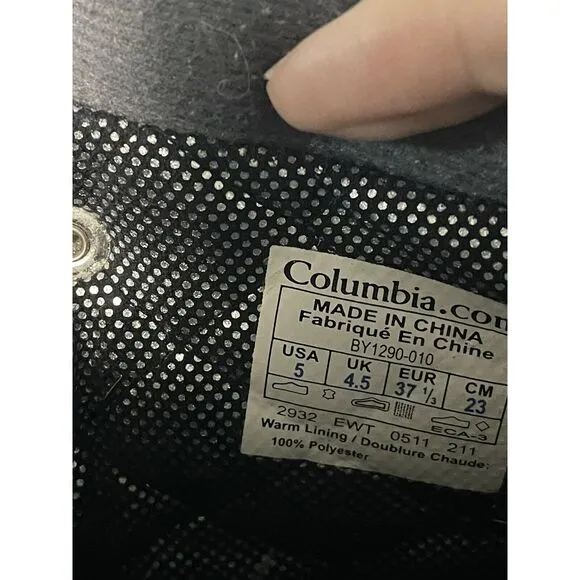 Columbia.com
MADE IN CHINA
Fabriqué En Chine
BY1290-010
USA UK EUR CM
5 4.5 37 1/3 23
ECA-3
2932 EWT 0511 211
Warm Lining / Doublure Chaude:
100% Polyester